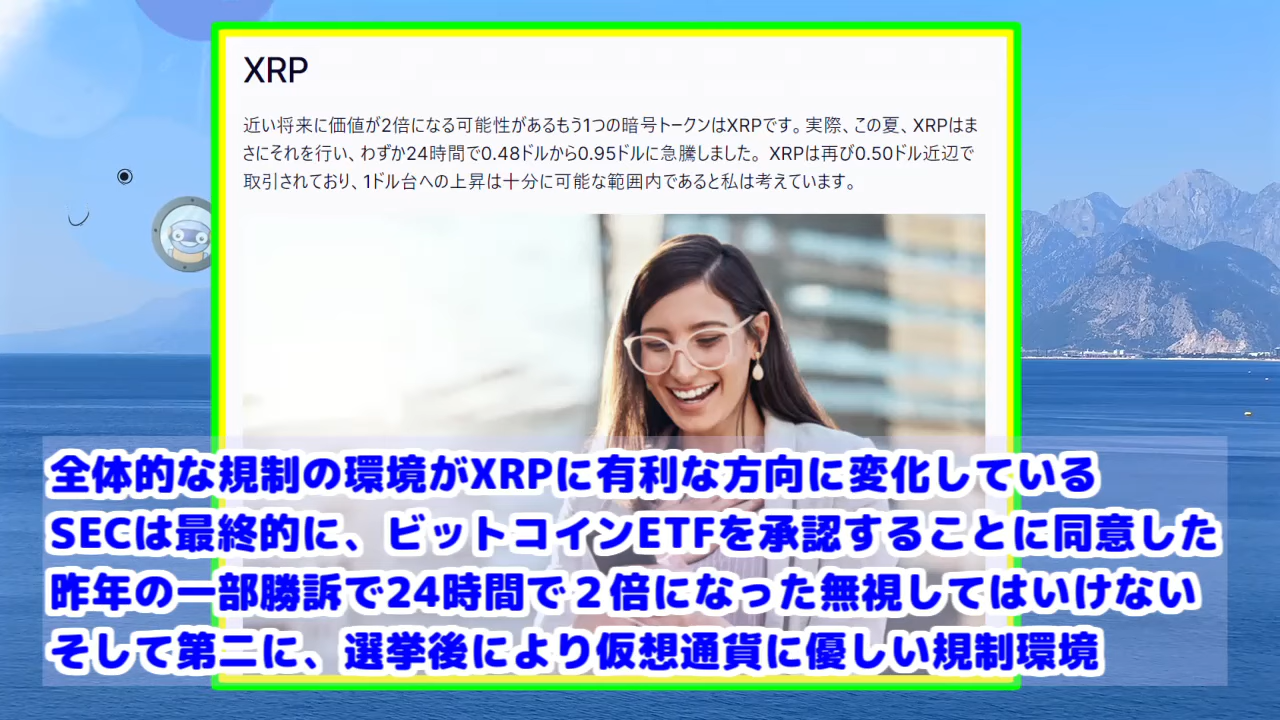 XRP
近い将来に価値が2倍になる可能性があるもう1つの暗号トークンはXRPです。実際、この夏、XRPはま
さにそれを行い、わずか24時間で0.48ドルから0.95ドルに急騰しました。XRPは再び0.50ドル近辺で
取引されており、1ドル台への上昇は十分に可能な範囲内であると私は考えています。
全体的な規制の環境がXRPに有利な方向に変化している
SECは最終的に、ビットコインETFを承認することに同意した
昨年の一部勝訴で24時間で２倍になった無視してはいけない
そして第二に、選挙後により仮想通貨に優しい規制環境